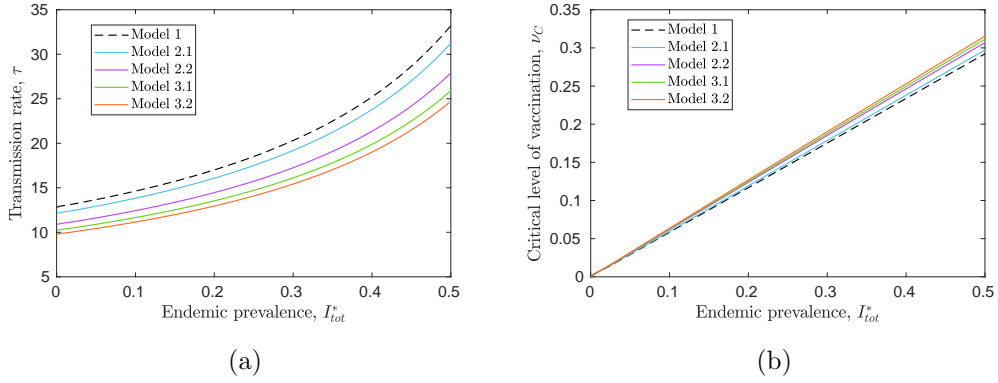 35
30
25
20
15
10
5
0
0.1
0.2
0.3
0.4
0.5
Transmission rate, τ
Endemic prevalence, I*tot
Model 1
Model 2.1
Model 2.2
Model 3.1
Model 3.2
(a)
0.35
0.3
0.25
0.2
0.15
0.1
0.05
0
0
0.1
0.2
0.3
0.4
0.5
Critical level of vaccination, νC
Endemic prevalence, I*tot
Model 1
Model 2.1
Model 2.2
Model 3.1
Model 3.2
(b)